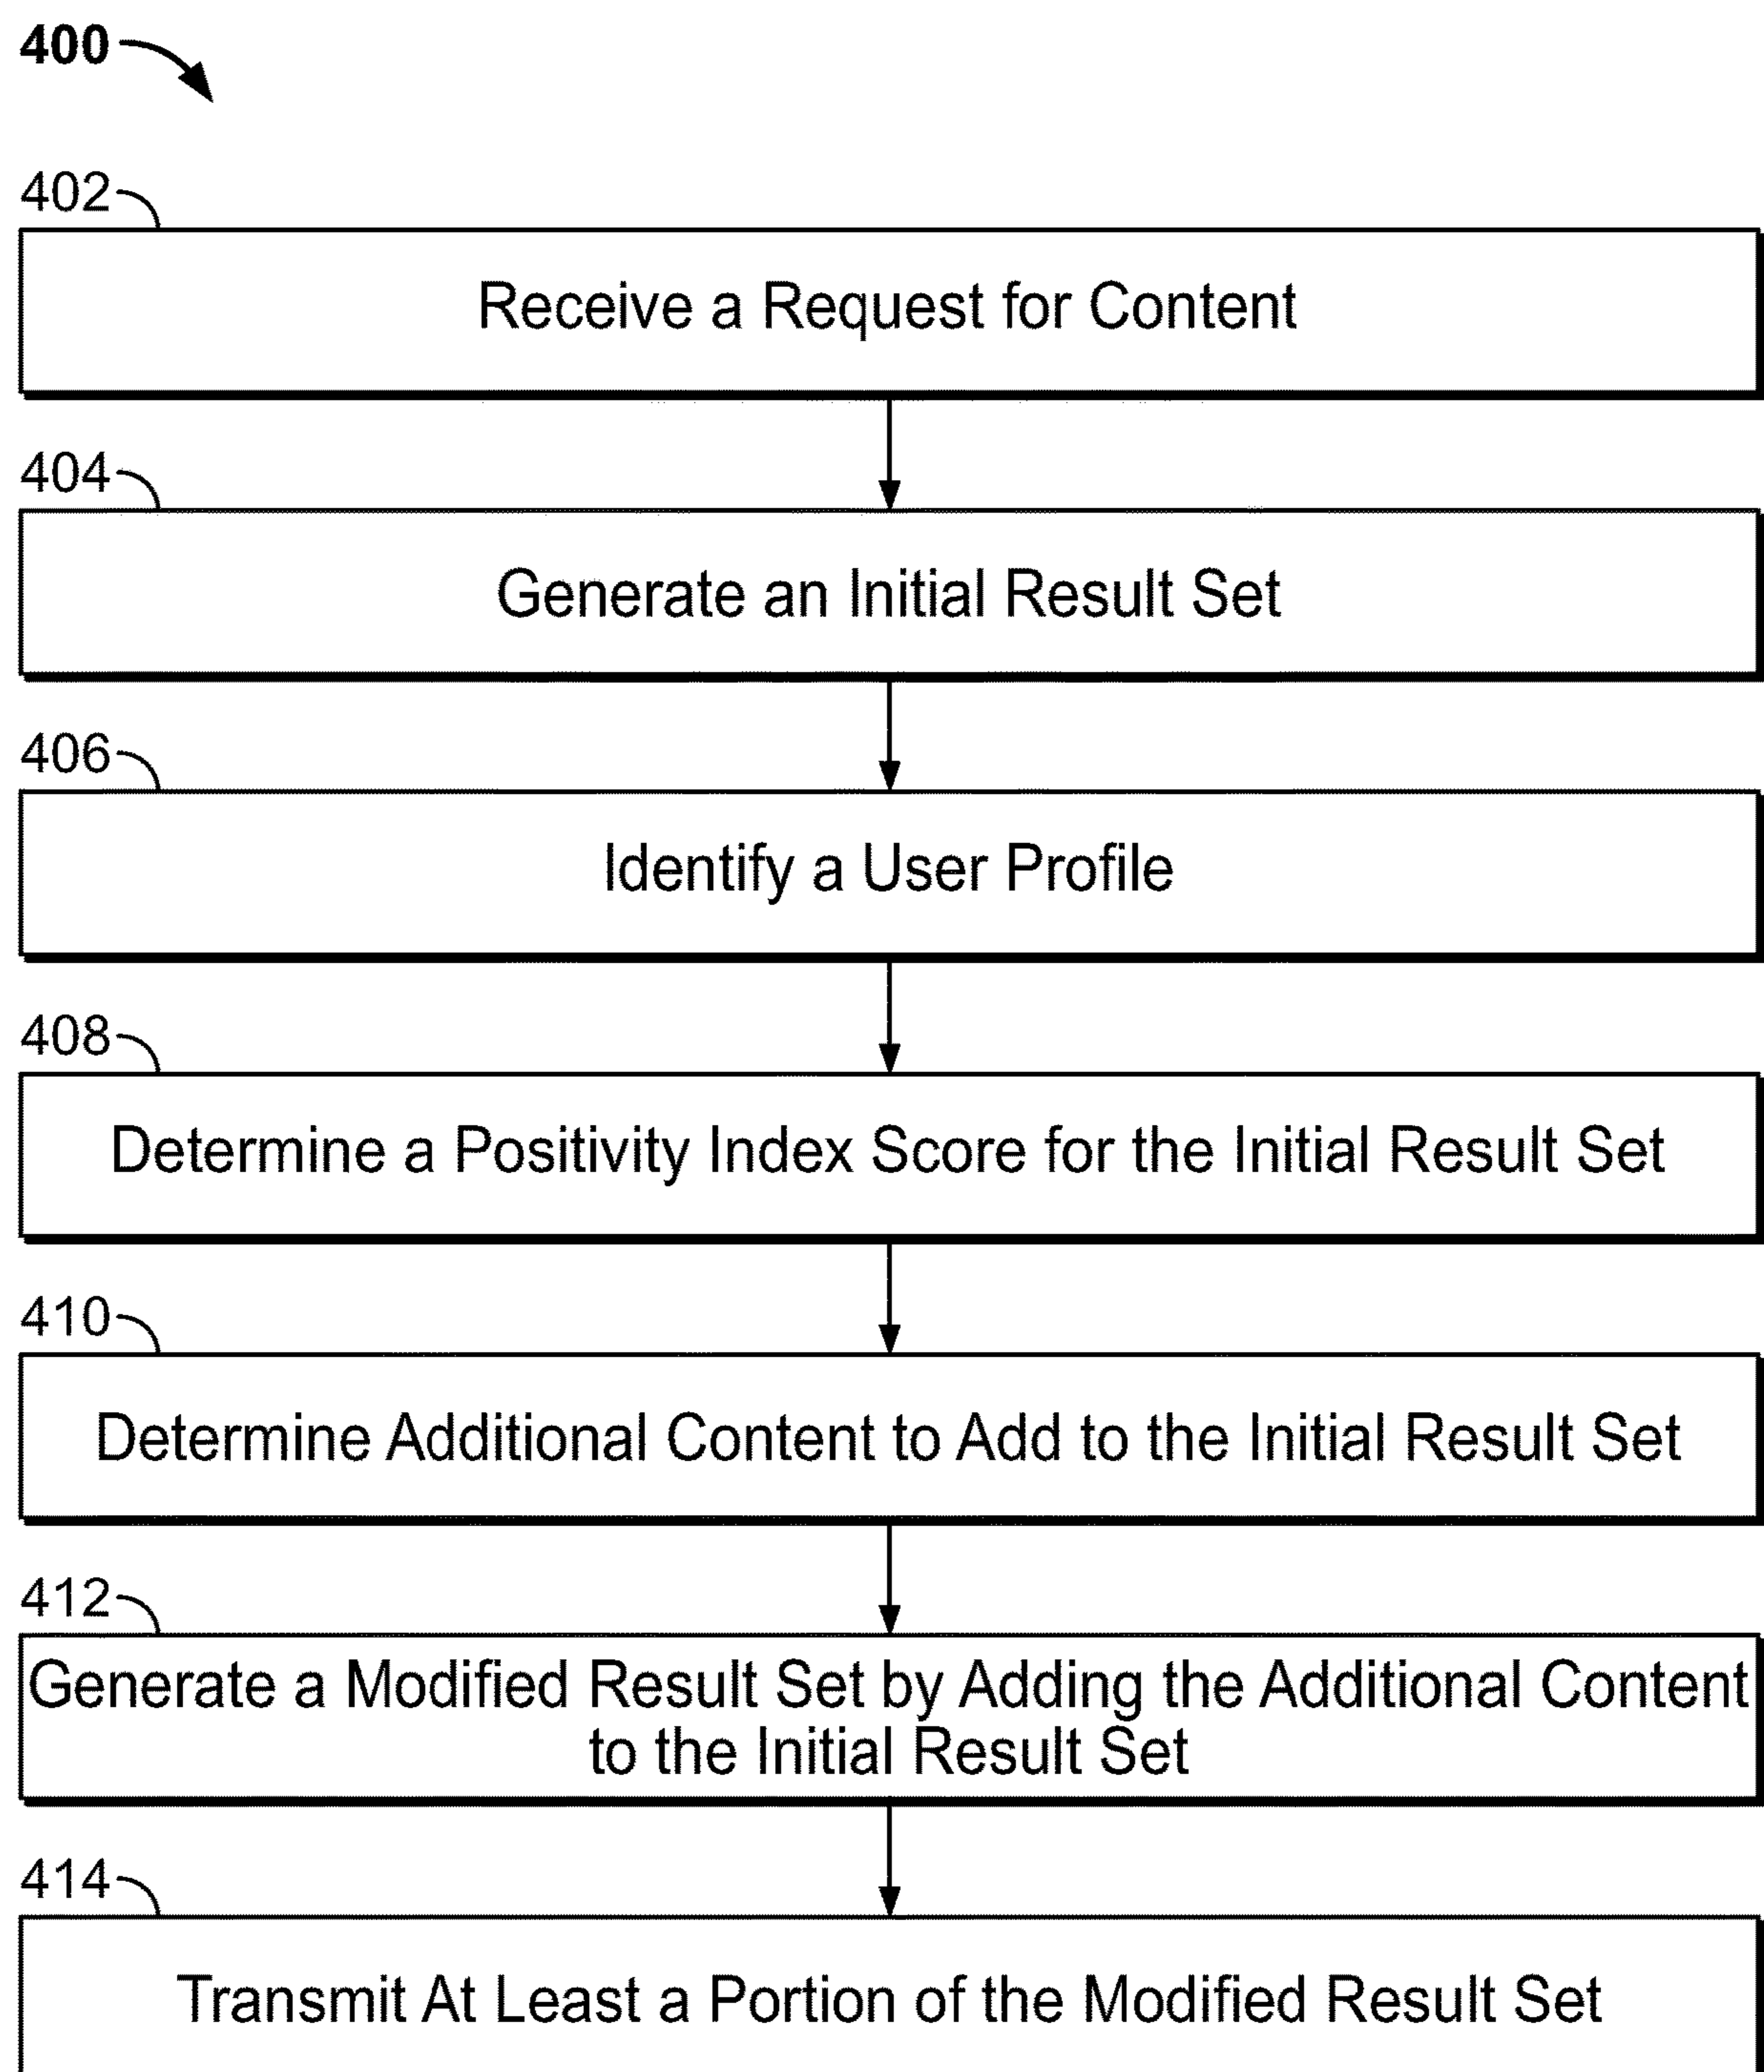 400
402
Receive a Request for Content
404
Generate an Initial Result Set
406
Identify a User Profile
408
Determine a Positivity Index Score for the Initial Result Set
410
Determine Additional Content to Add to the Initial Result Set
412
Generate a Modified Result Set by Adding the Additional Content
to the Initial Result Set
414
Transmit At Least a Portion of the Modified Result Set